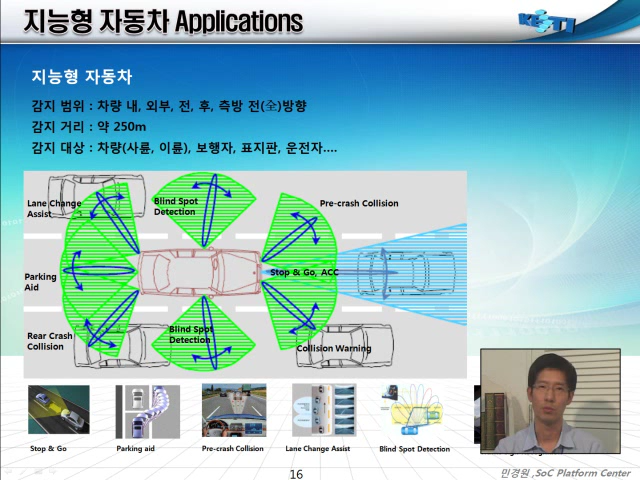 지능형 자동차 Applications
KETI
지능형 자동차
감지 범위 : 차량 내, 외부, 전, 후, 측방 전(全)방향
감지 거리 : 약 250m
감지 대상 : 차량(사륜, 이륜), 보행자, 표지판, 운전자....
Lane Change
Assist
Blind Spot
Detection
Pre-crash Collision
Parking
Aid
Stop & Go, ACC
Rear Crash
Collision
Blind Spot
Detection
Collision Warning
Stop & Go
Parking aid
Pre-crash Collision
Lane Change Assist
Blind Spot Detection
16
민경원 ,SoC Platform Center